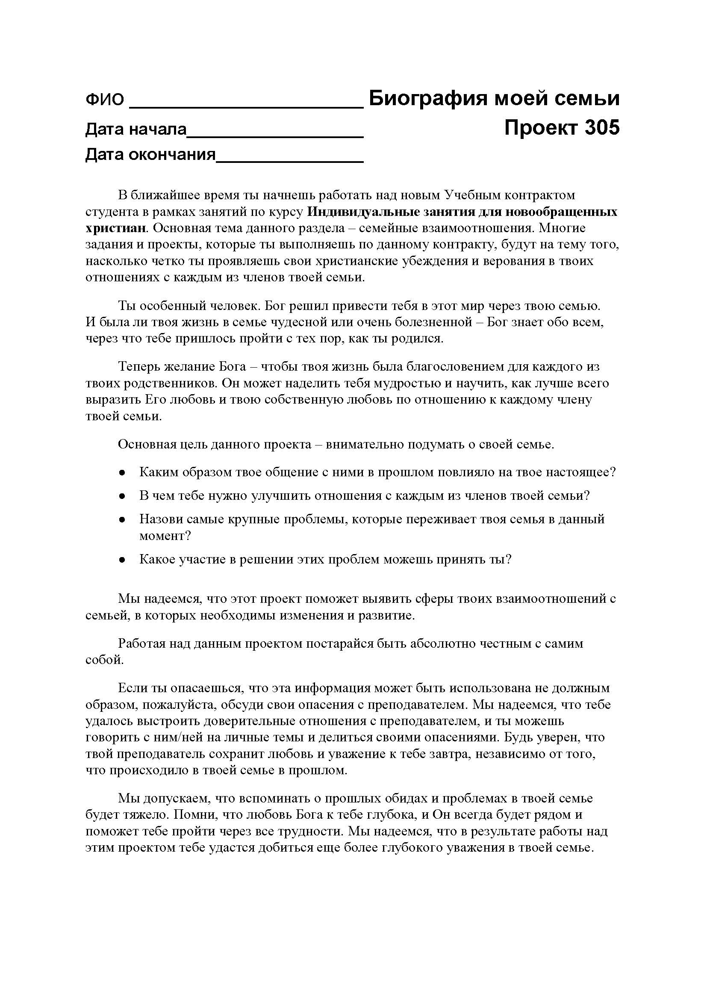 ФИО ______________________ Биография моей семьи
Дата начала__________________ Проект 305
Дата окончания_______________
В ближайшее время ты начнешь работать над новым Учебным контрактом
студента в рамках занятий по курсу Индивидуальные занятия для новообращенных
христиан. Основная тема данного раздела – семейные взаимоотношения. Многие
задания и проекты, которые ты выполняешь по данному контракту, будут на тему того,
насколько четко ты проявляешь свои христианские убеждения и верования в твоих
отношениях с каждым из членов твоей семьи.
Ты особенный человек. Бог решил привести тебя в этот мир через твою семью.
И была ли твоя жизнь в семье чудесной или очень болезненной – Бог знает обо всем,
через что тебе пришлось пройти с тех пор, как ты родился.
Теперь желание Бога – чтобы твоя жизнь была благословением для каждого из
твоих родственников. Он может наделить тебя мудростью и научить, как лучше всего
выразить Его любовь и твою собственную любовь по отношению к каждому члену
твоей семьи.
Основная цель данного проекта – внимательно подумать о своей семье.
● Каким образом твое общение с ними в прошлом повлияло на твое настоящее?
● В чем тебе нужно улучшить отношения с каждым из членов твоей семьи?
● Назови самые крупные проблемы, которые переживает твоя семья в данный
момент?
● Какое участие в решении этих проблем можешь принять ты?
Мы надеемся, что этот проект поможет выявить сферы твоих взаимоотношений с
семьей, в которых необходимы изменения и развитие.
Работая над данным проектом постарайся быть абсолютно честным с самим
собой.
Если ты опасаешься, что эта информация может быть использована не должным
образом, пожалуйста, обсуди свои опасения с преподавателем. Мы надеемся, что тебе
удалось выстроить доверительные отношения с преподавателем, и ты можешь
говорить с ним/ней на личные темы и делиться своими опасениями. Будь уверен, что
твой преподаватель сохранит любовь и уважение к тебе завтра, независимо от того,
что происходило в твоей семье в прошлом.
Мы допускаем, что вспоминать о прошлых обидах и проблемах в твоей семье
будет тяжело. Помни, что любовь Бога к тебе глубока, и Он всегда будет рядом и
поможет тебе пройти через все трудности. Мы надеемся, что в результате работы над
этим проектом тебе удастся добиться еще более глубокого уважения в твоей семье.